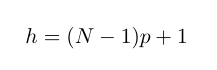 h = (N − 1)p + 1